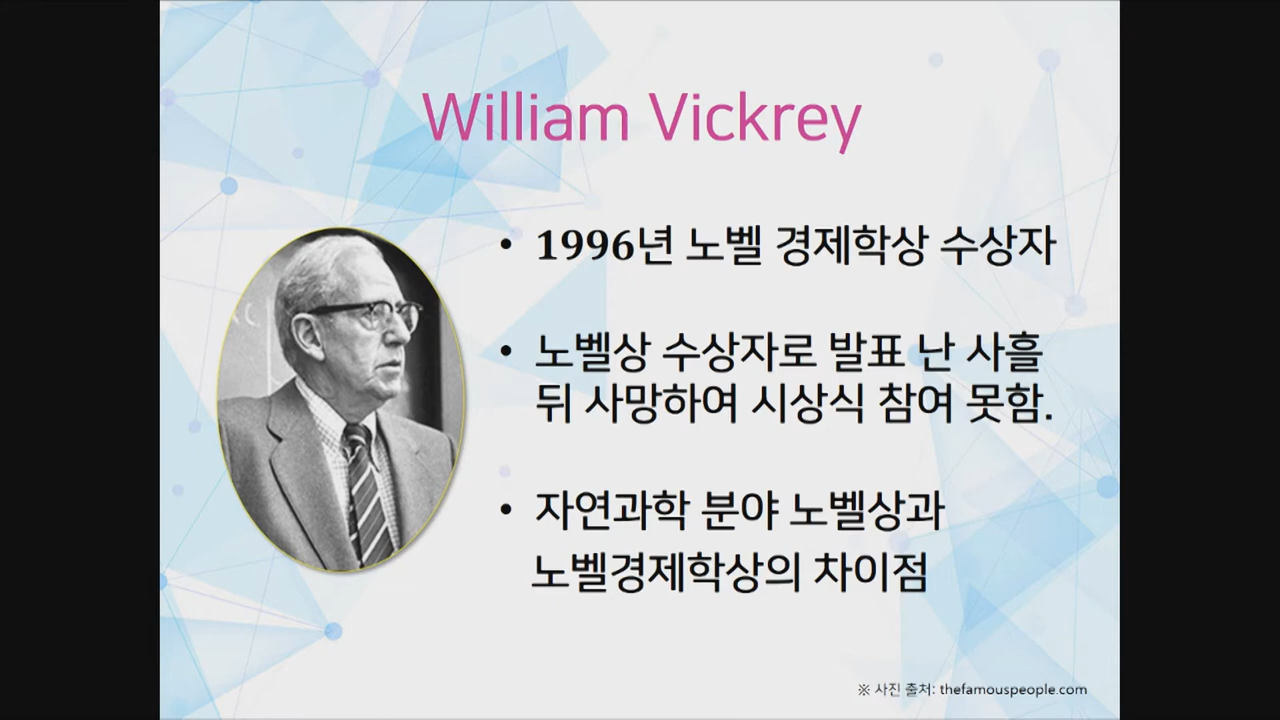 William Vickrey
• 1996년 노벨 경제학상 수상자
• 노벨상 수상자로 발표 난 사흘
뒤 사망하여 시상식 참여 못함.
• 자연과학 분야 노벨상과
노벨경제학상의 차이점
※ 사진 출처: thefamouspeople.com